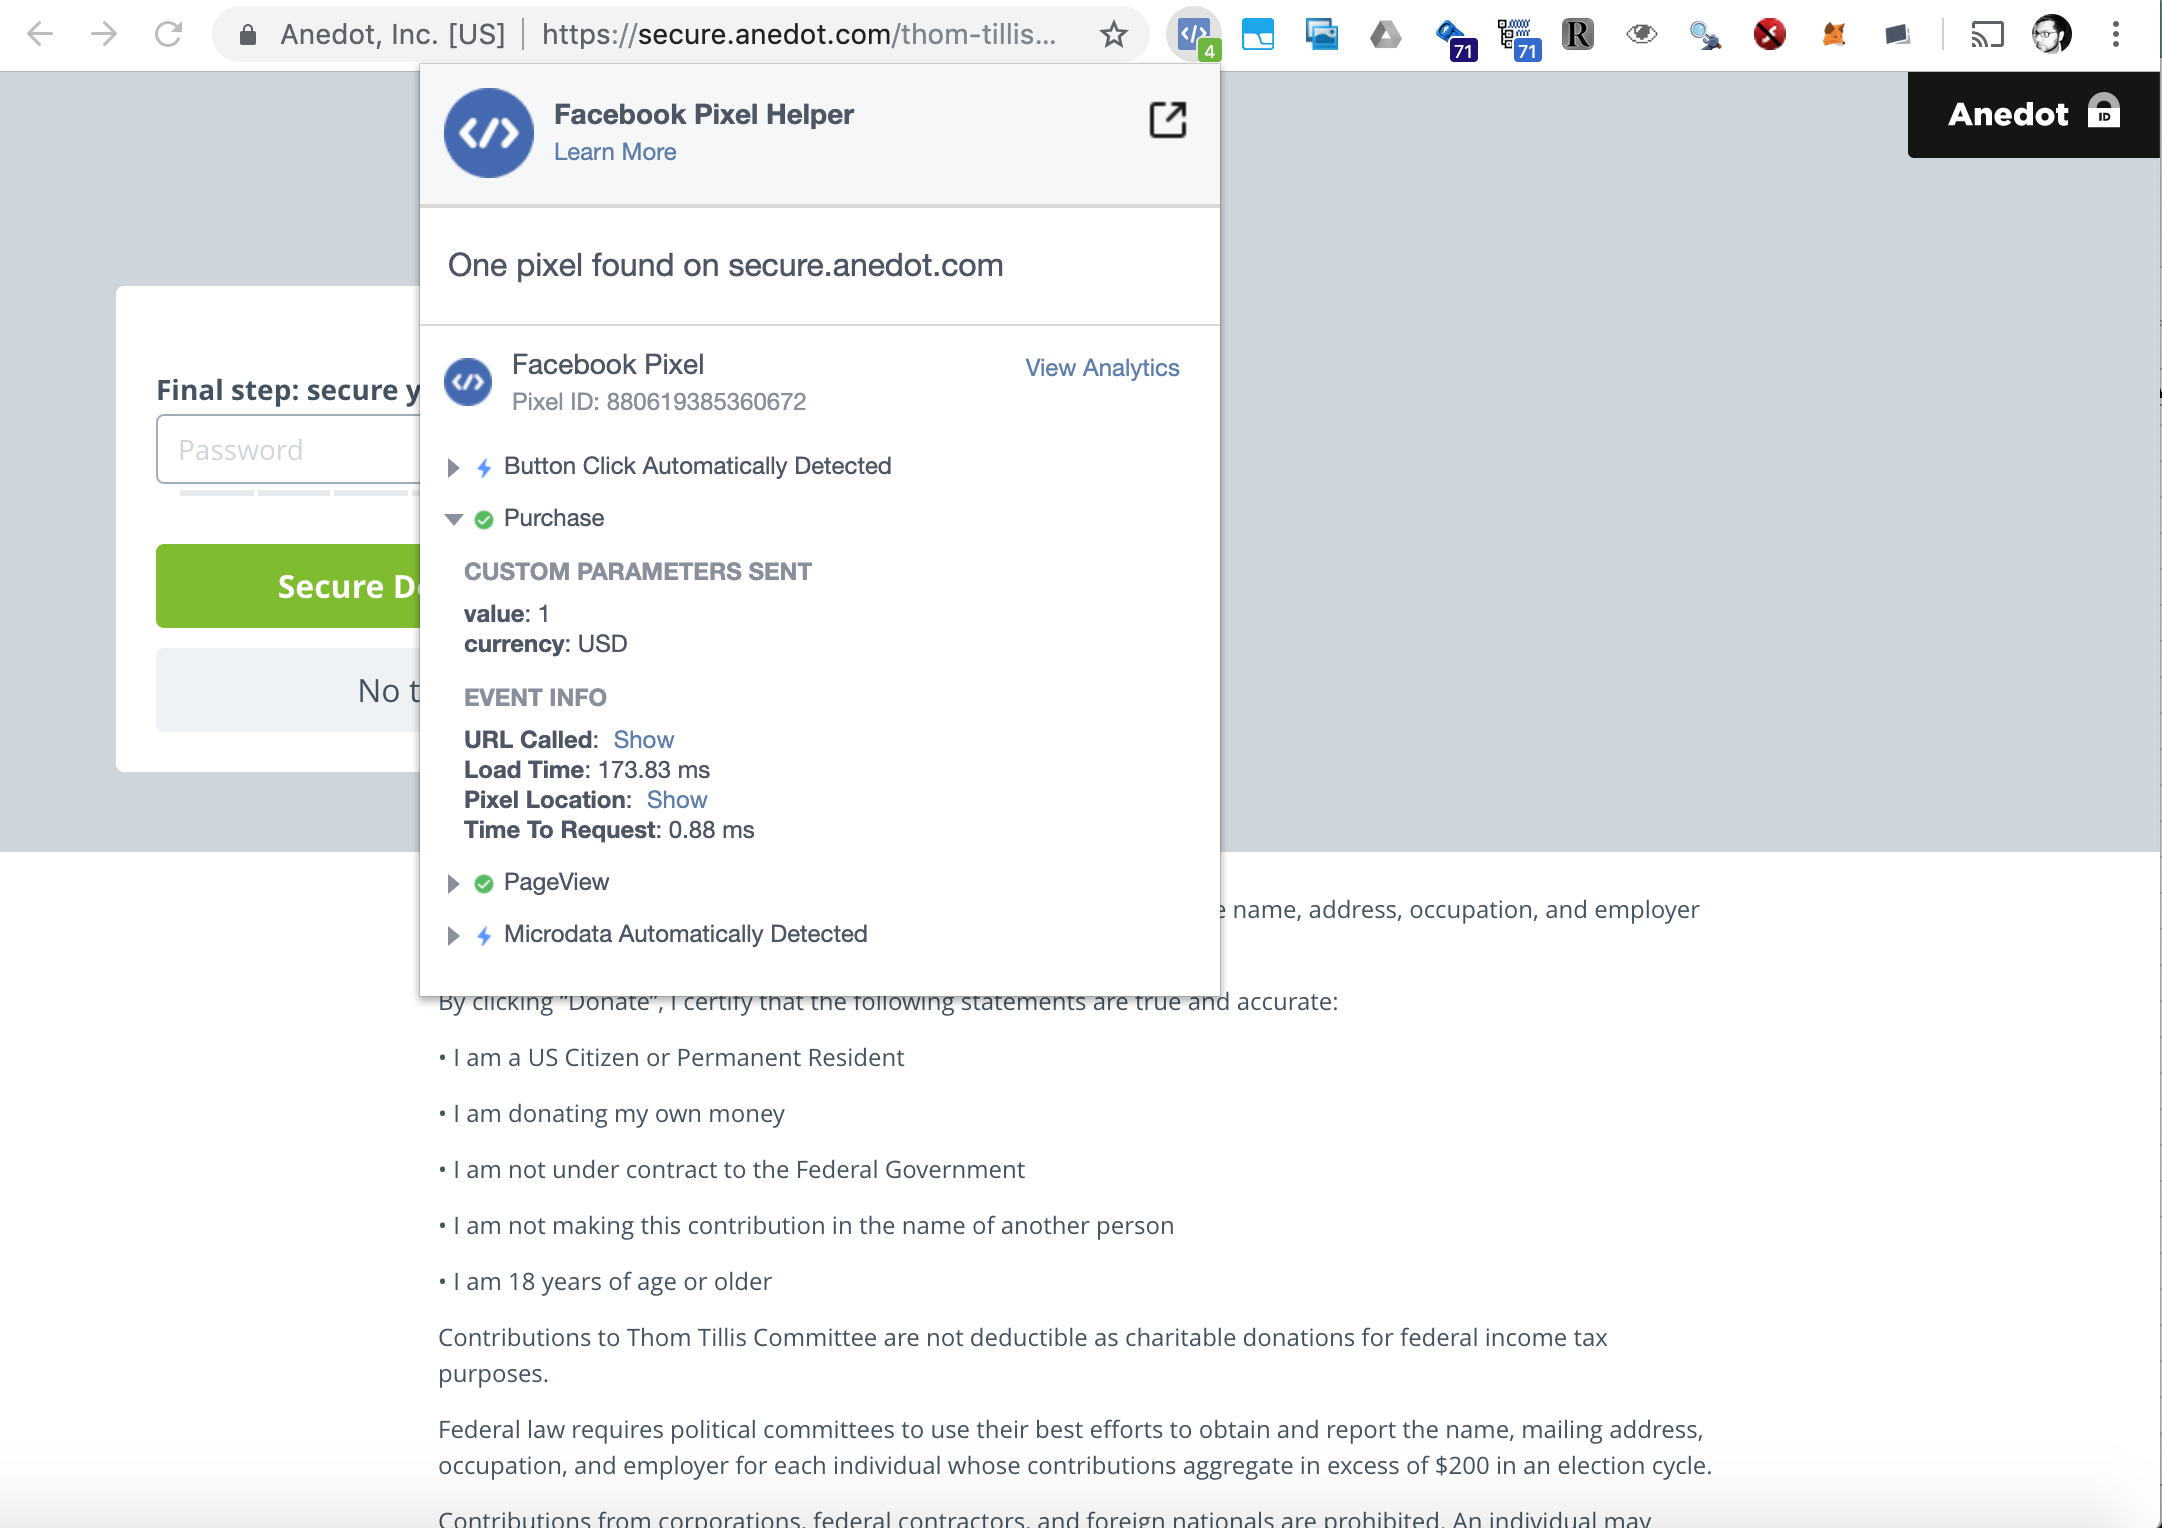 Anedot, Inc. [US] | https://secure.anedot.com/thom-tillis...
4
71
71
R
Anedot ID
Facebook Pixel Helper
Learn More
One pixel found on secure.anedot.com
Facebook Pixel
Pixel ID: 880619385360672
View Analytics
Button Click Automatically Detected
Purchase
CUSTOM PARAMETERS SENT
value: 1
currency: USD
EVENT INFO
URL Called: Show
Load Time: 173.83 ms
Pixel Location: Show
Time To Request: 0.88 ms
PageView
Microdata Automatically Detected
Final step: secure y
Password
Secure D
No t
name, address, occupation, and employer
By clicking “Donate”, I certify that the following statements are true and accurate:
• I am a US Citizen or Permanent Resident
• I am donating my own money
• I am not under contract to the Federal Government
• I am not making this contribution in the name of another person
• I am 18 years of age or older
Contributions to Thom Tillis Committee are not deductible as charitable donations for federal income tax
purposes.
Federal law requires political committees to use their best efforts to obtain and report the name, mailing address,
occupation, and employer for each individual whose contributions aggregate in excess of $200 in an election cycle.
Contributions from corporations, federal contractors, and foreign nationals are prohibited. An individual may